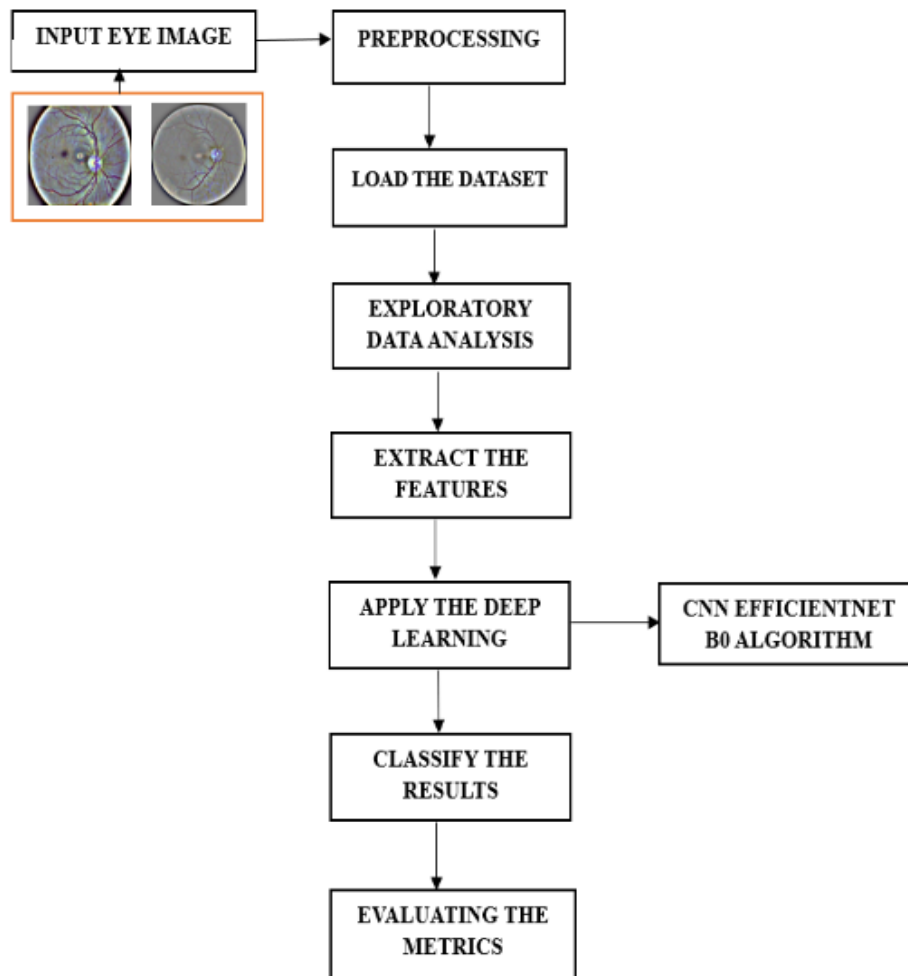 INPUT EYE IMAGE
PREPROCESSING
LOAD THE DATASET
EXPLORATORY
DATA ANALYSIS
EXTRACT THE
FEATURES
APPLY THE DEEP
LEARNING
CNN EFFICIENTNET
B0 ALGORITHM
CLASSIFY THE
RESULTS
EVALUATING THE
METRICS